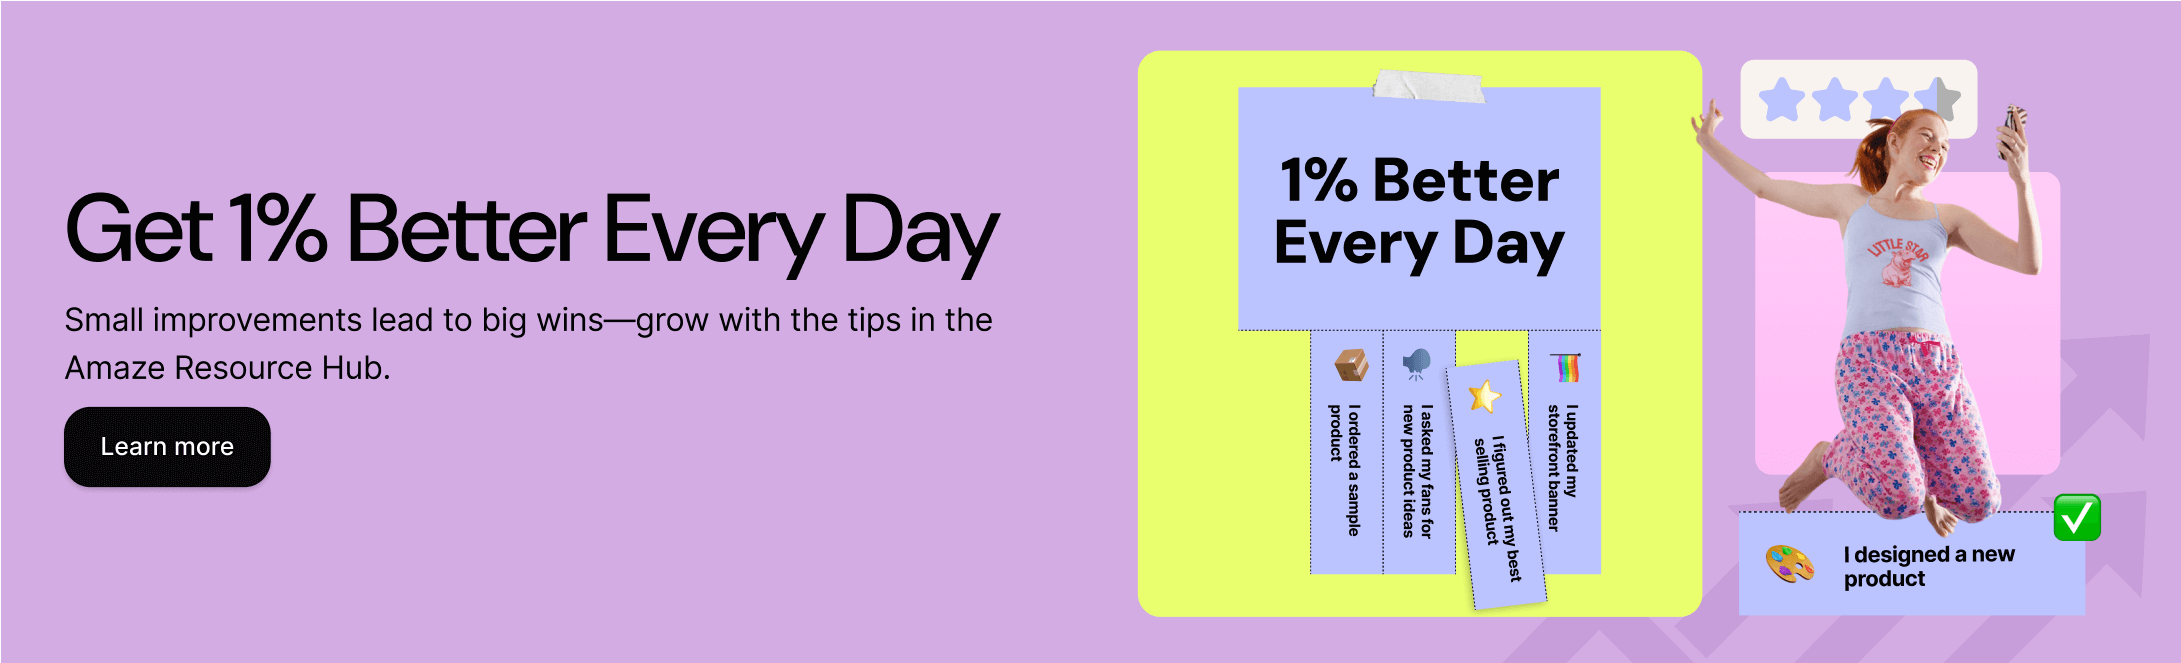 Get 1% Better Every Day
Small improvements lead to big wins—grow with the tips in the
Amaze Resource Hub.
Learn more
1% Better
Every Day
I ordered a sample
product
I asked my fans for
new product ideas
I figured out my best
selling product
I updated my
storefront banner
LITTLE STAR
I designed a new
product